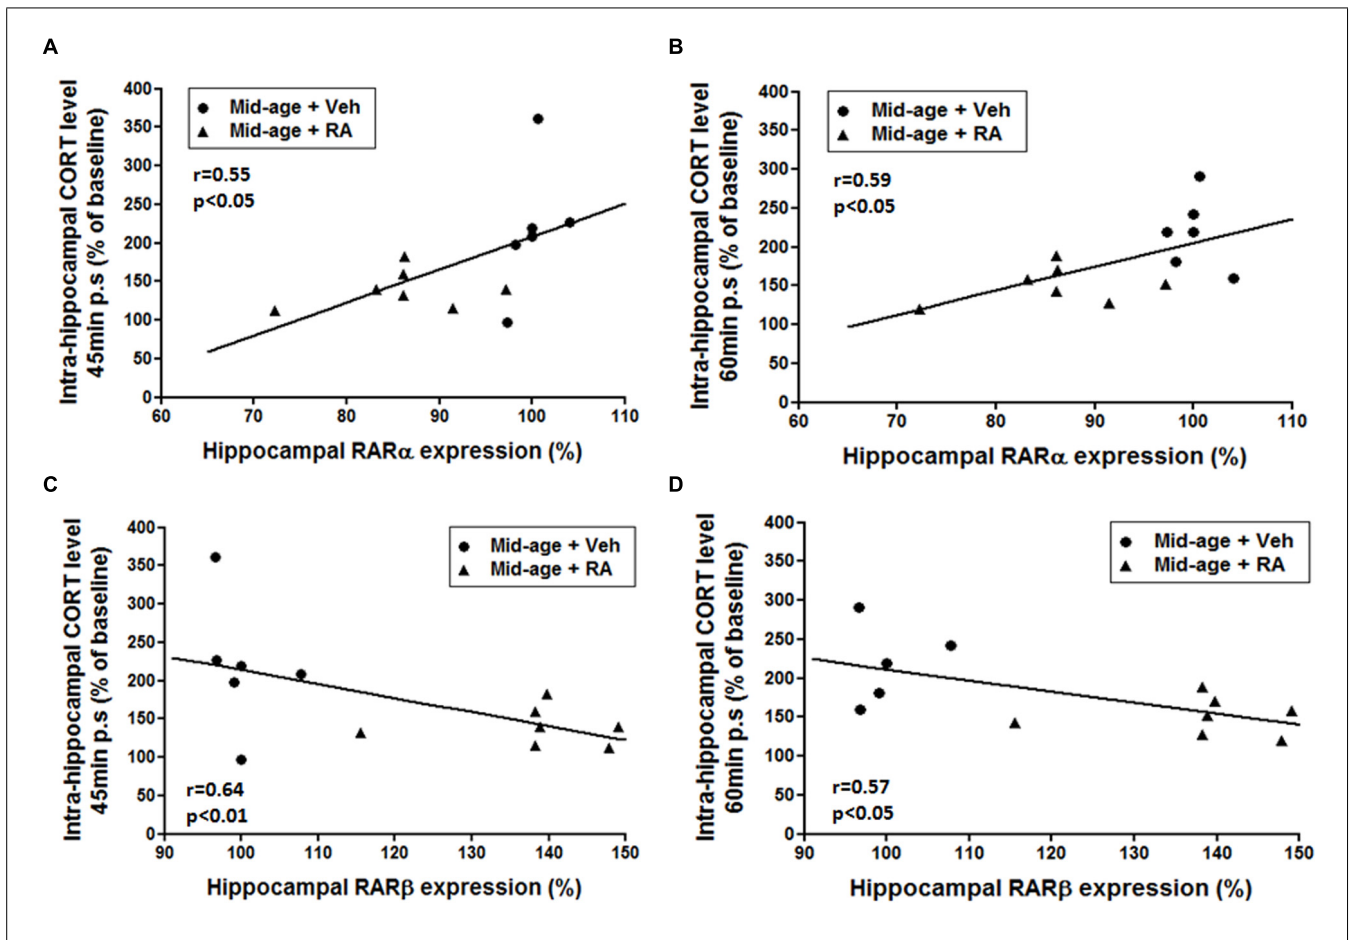 A
Intra-hippocampal CORT level
45min p.s (% of baseline)
400
350
300
250
200
150
100
50
0
Mid-age + Veh
Mid-age + RA
r=0.55
p<0.05
60 70 80 90 100 110
Hippocampal RARα expression (%)
B
Intra-hippocampal CORT level
60min p.s (% of baseline)
400
350
300
250
200
150
100
50
0
Mid-age + Veh
Mid-age + RA
r=0.59
p<0.05
60 70 80 90 100 110
Hippocampal RARα expression (%)
C
Intra-hippocampal CORT level
45min p.s (% of baseline)
400
350
300
250
200
150
100
50
0
Mid-age + Veh
Mid-age + RA
r=0.64
p<0.01
90 100 110 120 130 140 150
Hippocampal RARβ expression (%)
D
Intra-hippocampal CORT level
60min p.s (% of baseline)
400
350
300
250
200
150
100
50
0
Mid-age + Veh
Mid-age + RA
r=0.57
p<0.05
90 100 110 120 130 140 150
Hippocampal RARβ expression (%)